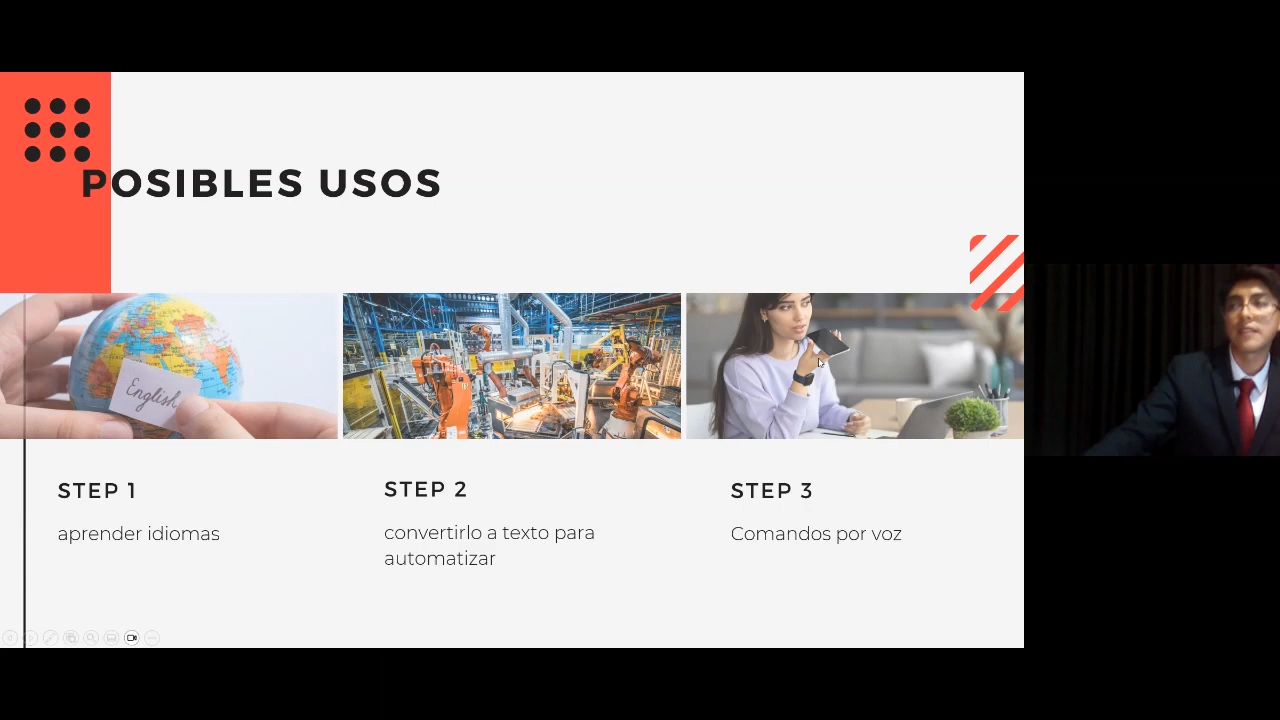 POSIBLES USOS
English
STEP 1
aprender idiomas
STEP 2
convertirlo a texto para
automatizar
STEP 3
Comandos por voz